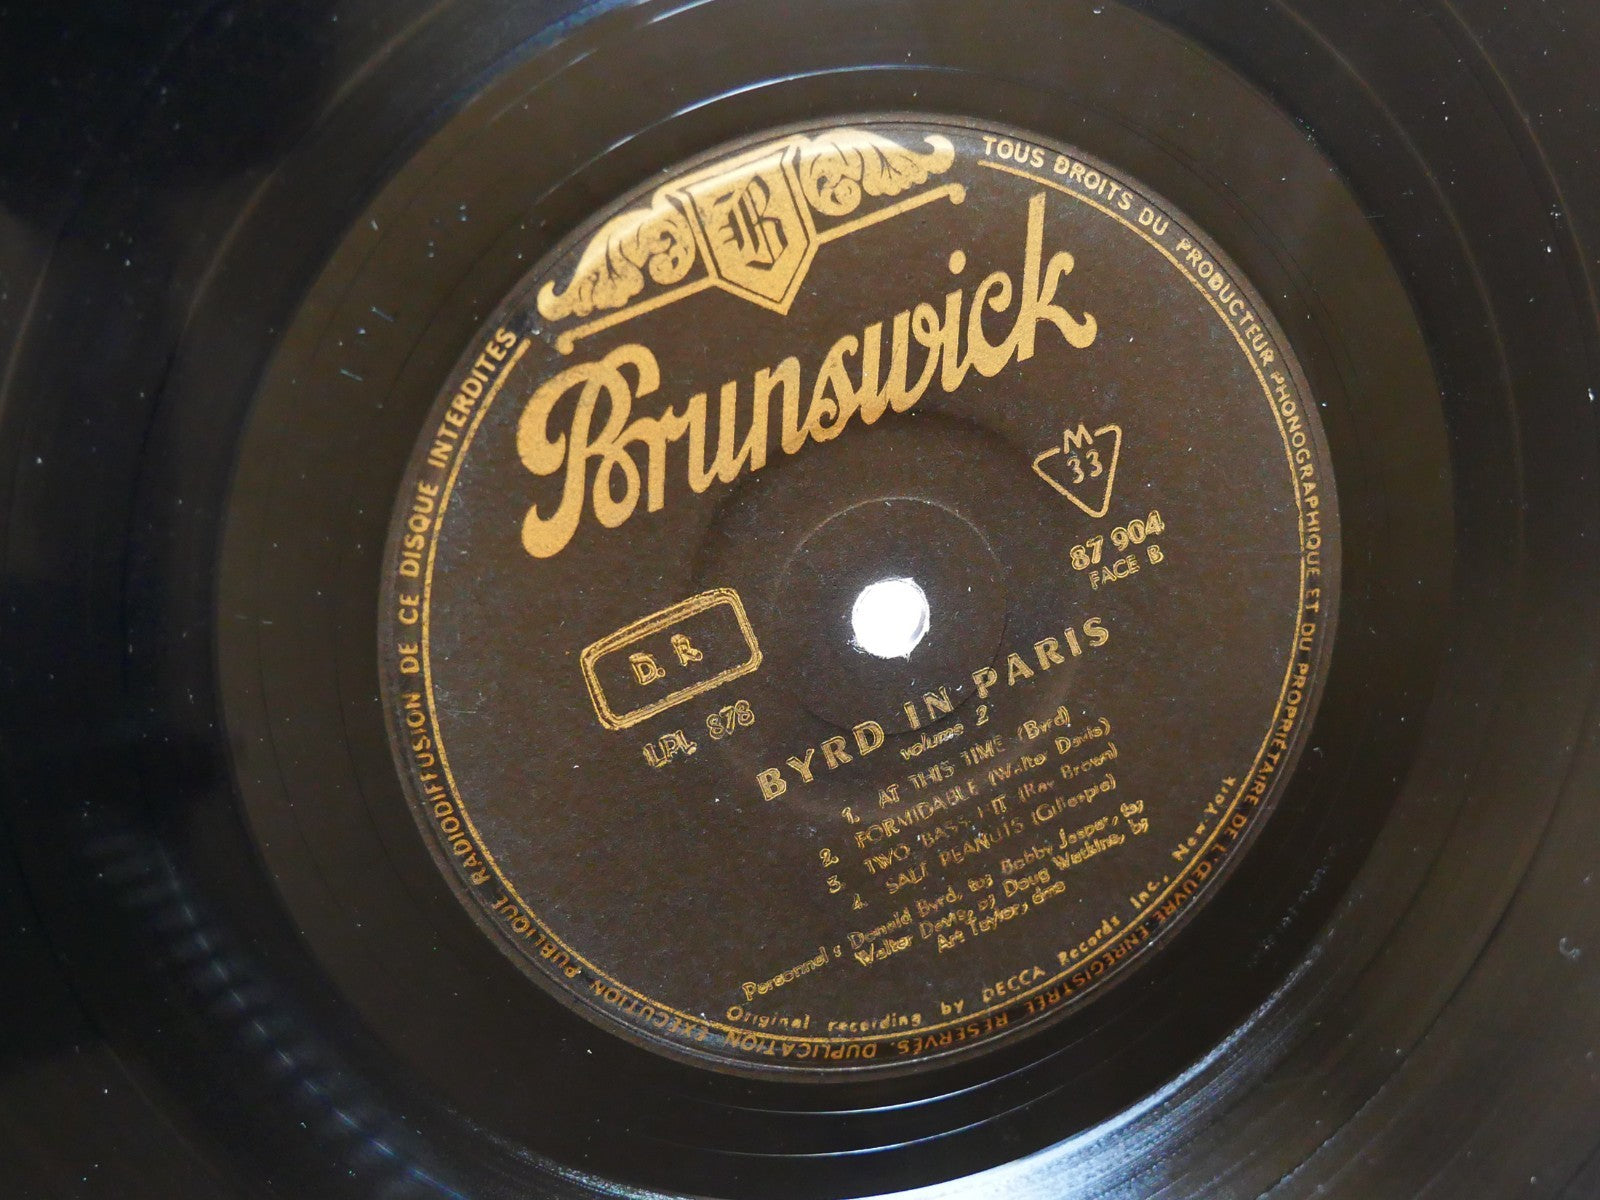 B
Brunswick
M
33
87 904
FACE B
D. R
LPL 878
BYRD IN PARIS
volume 2
1. AT THIS TIME (Byrd)
2. FORMIDABLE (Walter Davis)
3. TWO BASS HIT (Ray Brown)
4. SALT PEANUTS (Gillespie)
Personnel : Donald Byrd, tp; Bobby Jaspar, ts;
Walter Davis, p; Doug Watkins, b;
Art Taylor, dms
Original recording by DECCA Records Inc., New-York
TOUS DROITS DU PRODUCTEUR PHONOGRAPHIQUE ET DU PROPRIÉTAIRE DE L'ŒUVRE ENREGISTRÉE RÉSERVÉS. DUPLICATION EXÉCUTION PUBLIQUE RADIODIFFUSION DE CE DISQUE INTERDITES